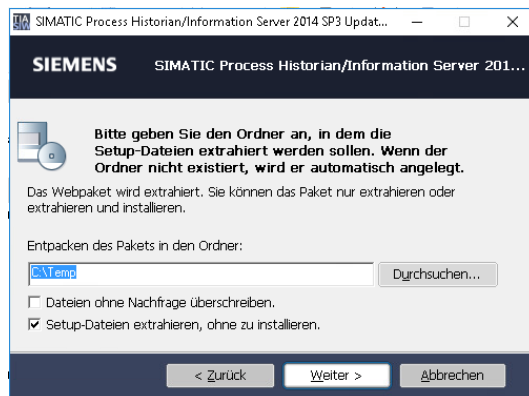 SIMATIC Process Historian/Information Server 2014 SP3 Updat...
SIEMENS
SIMATIC Process Historian/Information Server 201...
Bitte geben Sie den Ordner an, in dem die
Setup-Dateien extrahiert werden sollen. Wenn der
Ordner nicht existiert, wird er automatisch angelegt.
Das Webpaket wird extrahiert. Sie können das Paket nur extrahieren oder
extrahieren und installieren.
Entpacken des Pakets in den Ordner:
C:\Temp
Durchsuchen...
Dateien ohne Nachfrage überschreiben.
Setup-Dateien extrahieren, ohne zu installieren.
< Zurück
Weiter >
Abbrechen